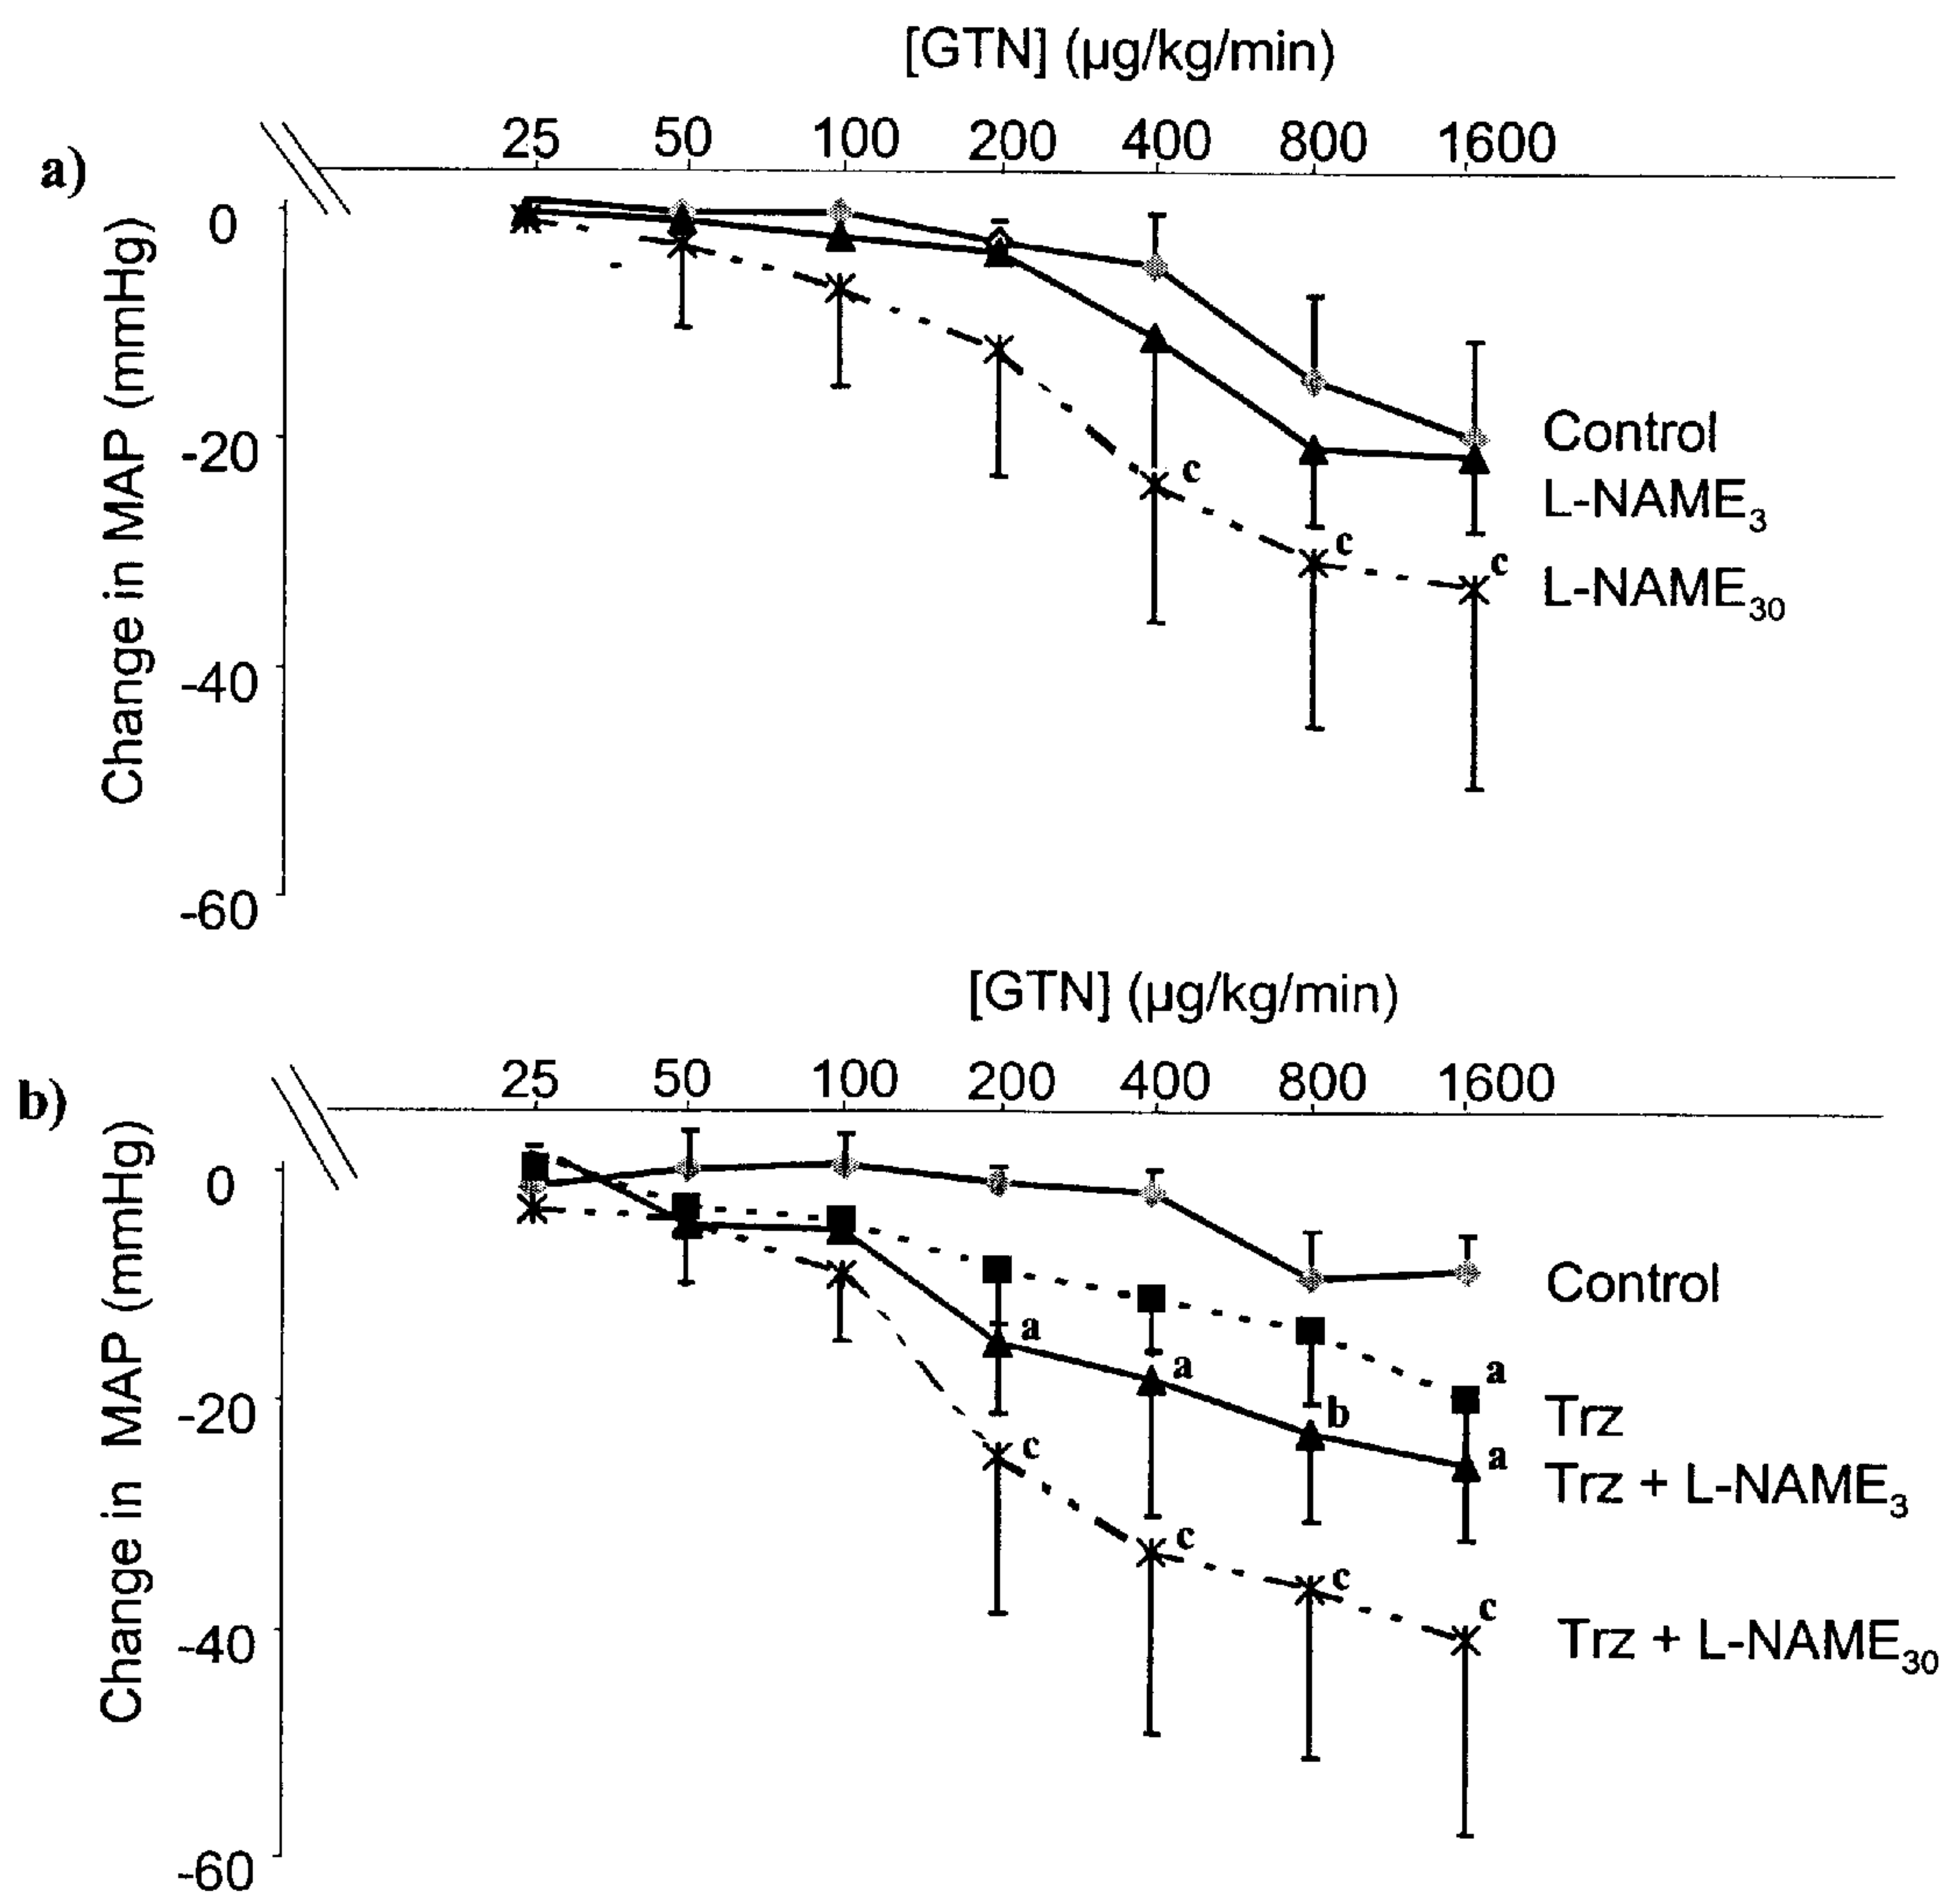 [GTN] (µg/kg/min)
25 50 100 200 400 800 1600
a)
Change in MAP (mmHg)
0
-20
-40
-60
c
c
c
Control
L-NAME3
L-NAME30
[GTN] (µg/kg/min)
25 50 100 200 400 800 1600
b)
Change in MAP (mmHg)
0
-20
-40
-60
a
a
a
b
a
c
c
c
c
Control
Trz
Trz + L-NAME3
Trz + L-NAME30